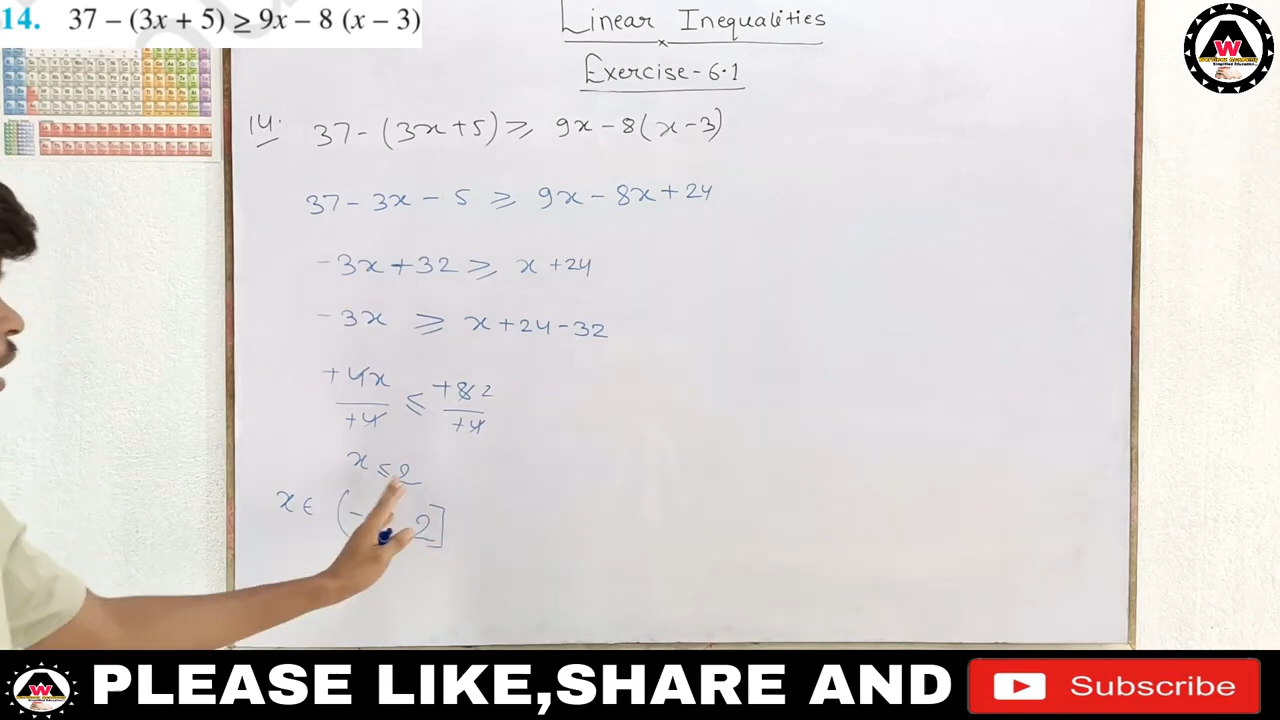 14. 37 – (3x + 5) ≥ 9x – 8 (x – 3)
Linear Inequalities
Exercise-6.1
14. 37-(3x+5) ≥ 9x-8(x-3)
37-3x-5 ≥ 9x-8x+24
-3x+32 ≥ x+24
-3x ≥ x+24-32
+4x/+4 ≤ +8 2/+4
x ≤ 2
x ∈ (- 2]
PLEASE LIKE,SHARE AND Subscribe